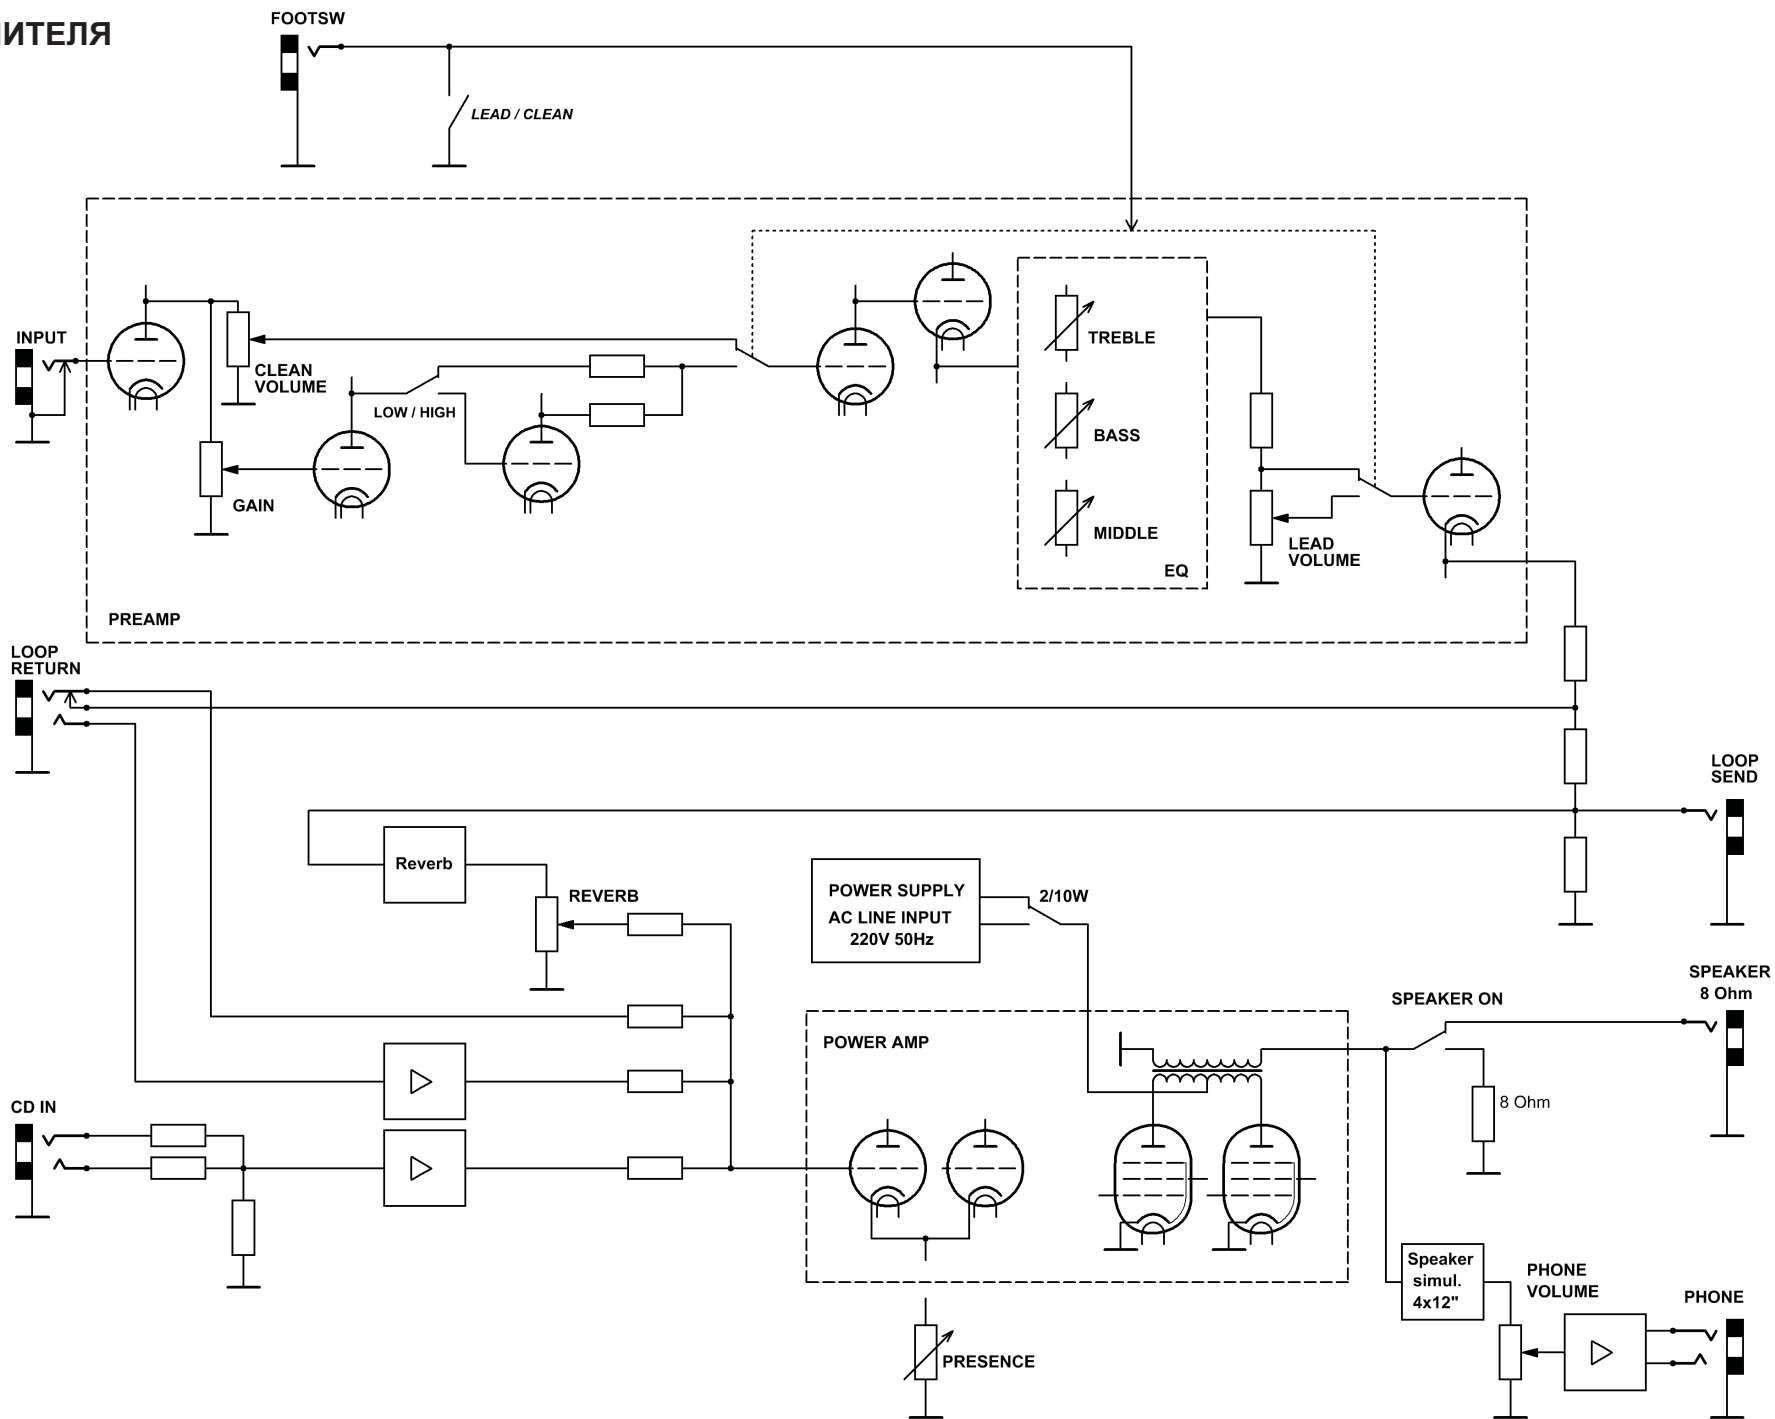 ИТЕЛЯ
FOOTSW
LEAD / CLEAN
INPUT
CLEAN
VOLUME
LOW / HIGH
GAIN
TREBLE
BASS
MIDDLE
EQ
LEAD
VOLUME
PREAMP
LOOP
RETURN
LOOP
SEND
Reverb
REVERB
POWER SUPPLY
AC LINE INPUT
220V 50Hz
2/10W
SPEAKER
8 Ohm
SPEAKER ON
POWER AMP
8 Ohm
CD IN
Speaker
simul.
4x12"
PHONE
VOLUME
PHONE
PRESENCE